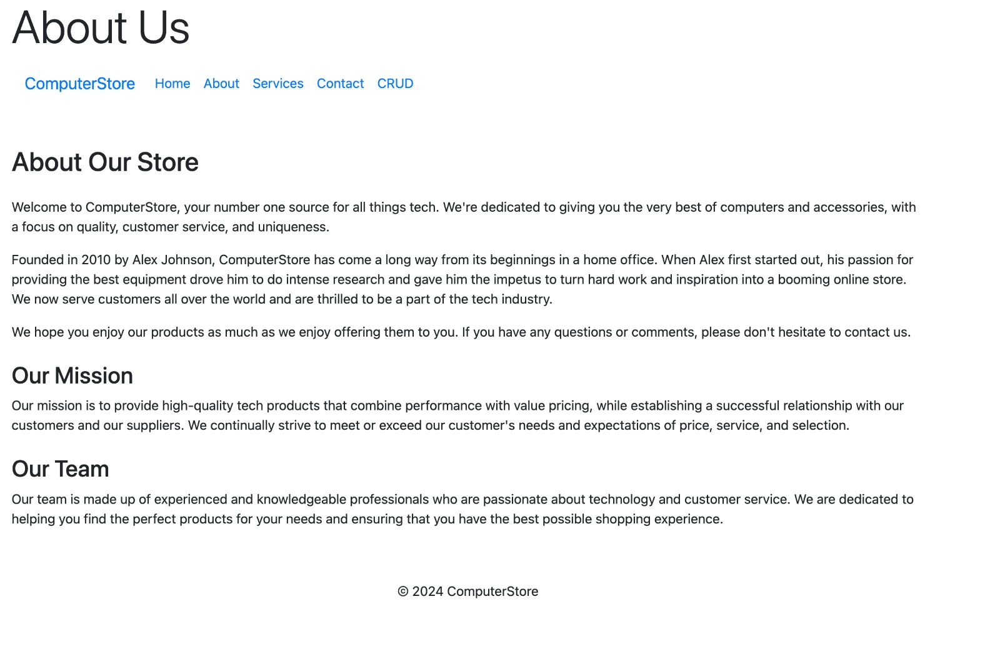 About Us
ComputerStore Home About Services Contact CRUD
About Our Store
Welcome to ComputerStore, your number one source for all things tech. We're dedicated to giving you the very best of computers and accessories, with
a focus on quality, customer service, and uniqueness.
Founded in 2010 by Alex Johnson, ComputerStore has come a long way from its beginnings in a home office. When Alex first started out, his passion for
providing the best equipment drove him to do intense research and gave him the impetus to turn hard work and inspiration into a booming online store.
We now serve customers all over the world and are thrilled to be a part of the tech industry.
We hope you enjoy our products as much as we enjoy offering them to you. If you have any questions or comments, please don't hesitate to contact us.
Our Mission
Our mission is to provide high-quality tech products that combine performance with value pricing, while establishing a successful relationship with our
customers and our suppliers. We continually strive to meet or exceed our customer's needs and expectations of price, service, and selection.
Our Team
Our team is made up of experienced and knowledgeable professionals who are passionate about technology and customer service. We are dedicated to
helping you find the perfect products for your needs and ensuring that you have the best possible shopping experience.
© 2024 ComputerStore